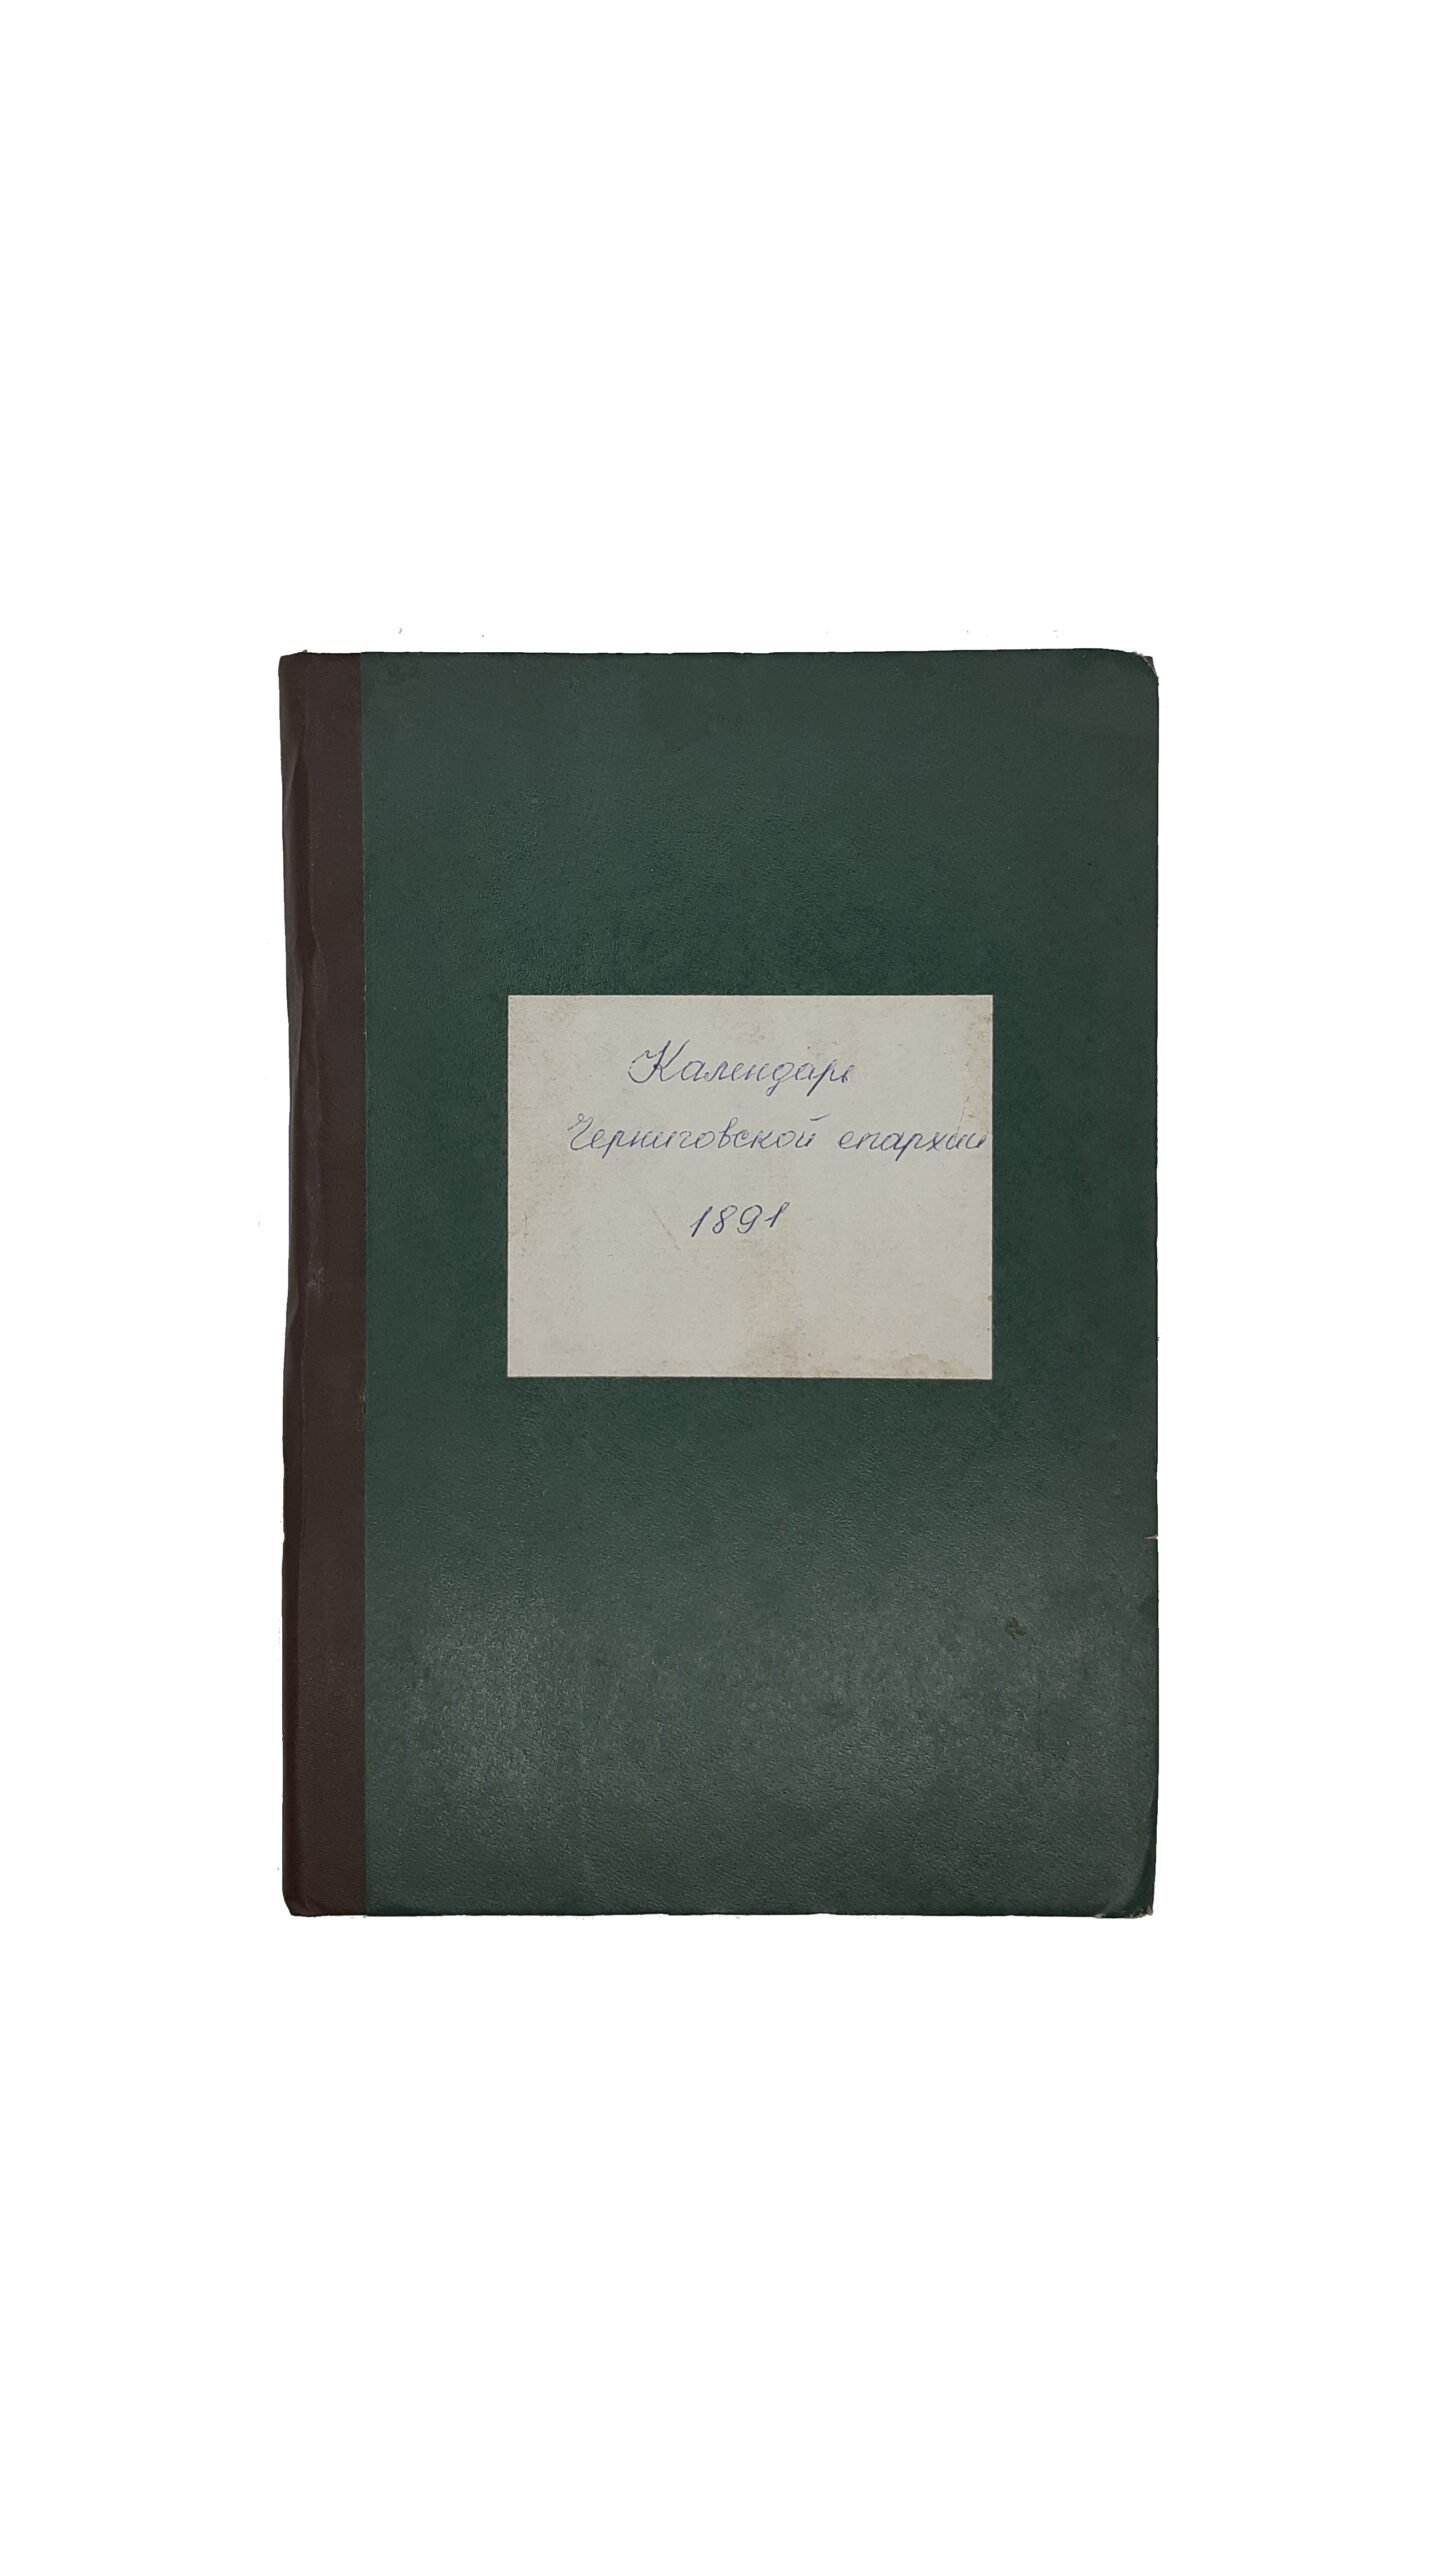 Календарь
Черниговской епархии
1891